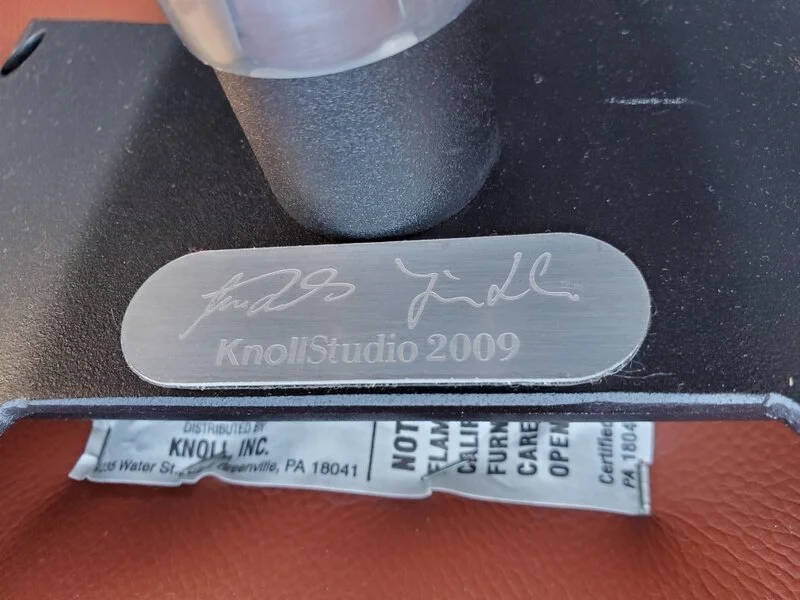 KnollStudio 2009
DISTRIBUTED BY
KNOLL, INC.
Water St., Greenville, PA 18041
NOT
FLAM
CALIF
FURN
CARE
OPEN
Certified
PA 1804